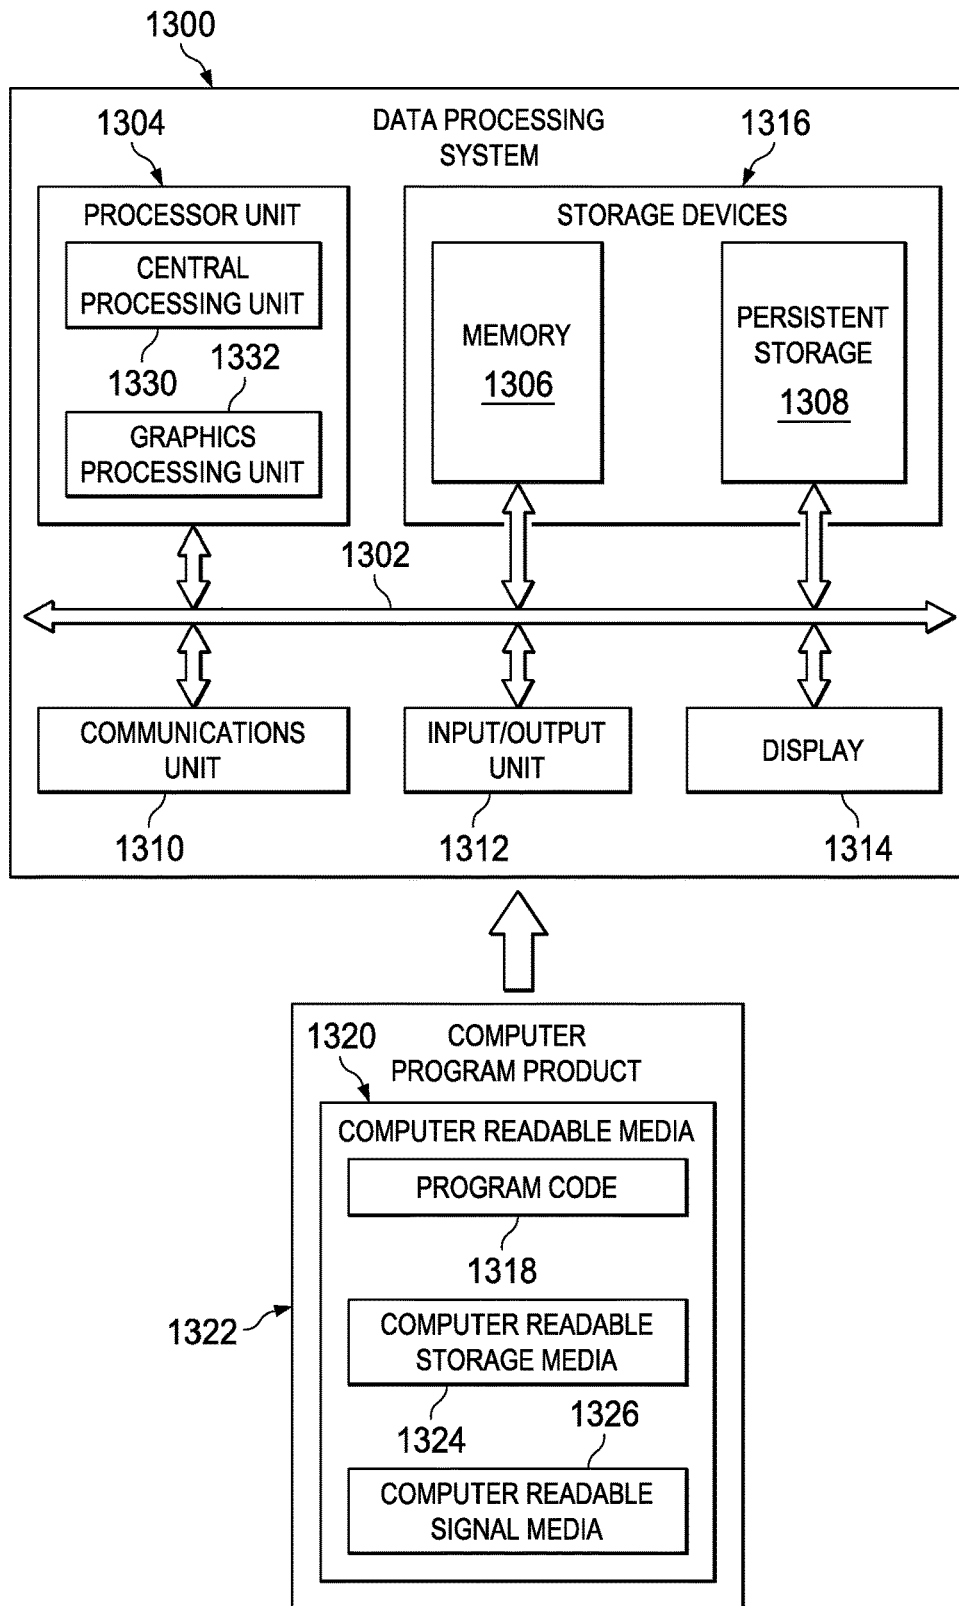 1300
DATA PROCESSING
SYSTEM
1304
1316
PROCESSOR UNIT
CENTRAL
PROCESSING UNIT
1330
1332
GRAPHICS
PROCESSING UNIT
STORAGE DEVICES
MEMORY
1306
PERSISTENT
STORAGE
1308
1302
COMMUNICATIONS
UNIT
1310
INPUT/OUTPUT
UNIT
1312
DISPLAY
1314
1320
COMPUTER
PROGRAM PRODUCT
COMPUTER READABLE MEDIA
PROGRAM CODE
1318
1322
COMPUTER READABLE
STORAGE MEDIA
1324
1326
COMPUTER READABLE
SIGNAL MEDIA